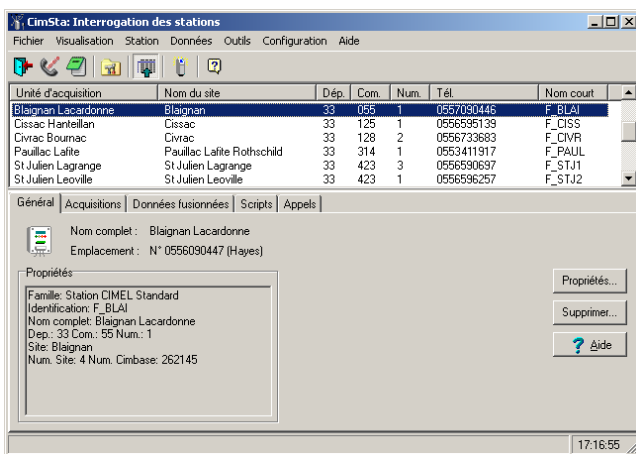 CimSta: Interrogation des stations
Fichier Visualisation Station Données Outils Configuration Aide
Unité d'acquisition Nom du site Dép. Com. Num. Tél. Nom court
Blaignan Lacardonne Blaignan 33 055 1 0557090446 F_BLAI
Cissac Hanteillan Cissac 33 125 1 0556595139 F_CISS
Civrac Bournac Civrac 33 128 2 0556733683 F_CIVR
Pauillac Lafite Pauillac Lafite Rothschild 33 314 1 0553411917 F_PAUL
St Julien Lagrange St Julien Lagrange 33 423 3 0556590697 F_STJ1
St Julien Leoville St Julien Leoville 33 423 1 0556596257 F_STJ2
Général Acquisitions Données fusionnées Scripts Appels
Nom complet : Blaignan Lacardonne
Emplacement : N° 0556090447 (Hayes)
Propriétés
Famille: Station CIMEL Standard
Identification: F_BLAI
Nom complet: Blaignan Lacardonne
Dep.: 33 Com.: 55 Num.: 1
Site: Blaignan
Num. Site: 4 Num. Cimbase: 262145
Propriétés...
Supprimer...
? Aide
17:16:55